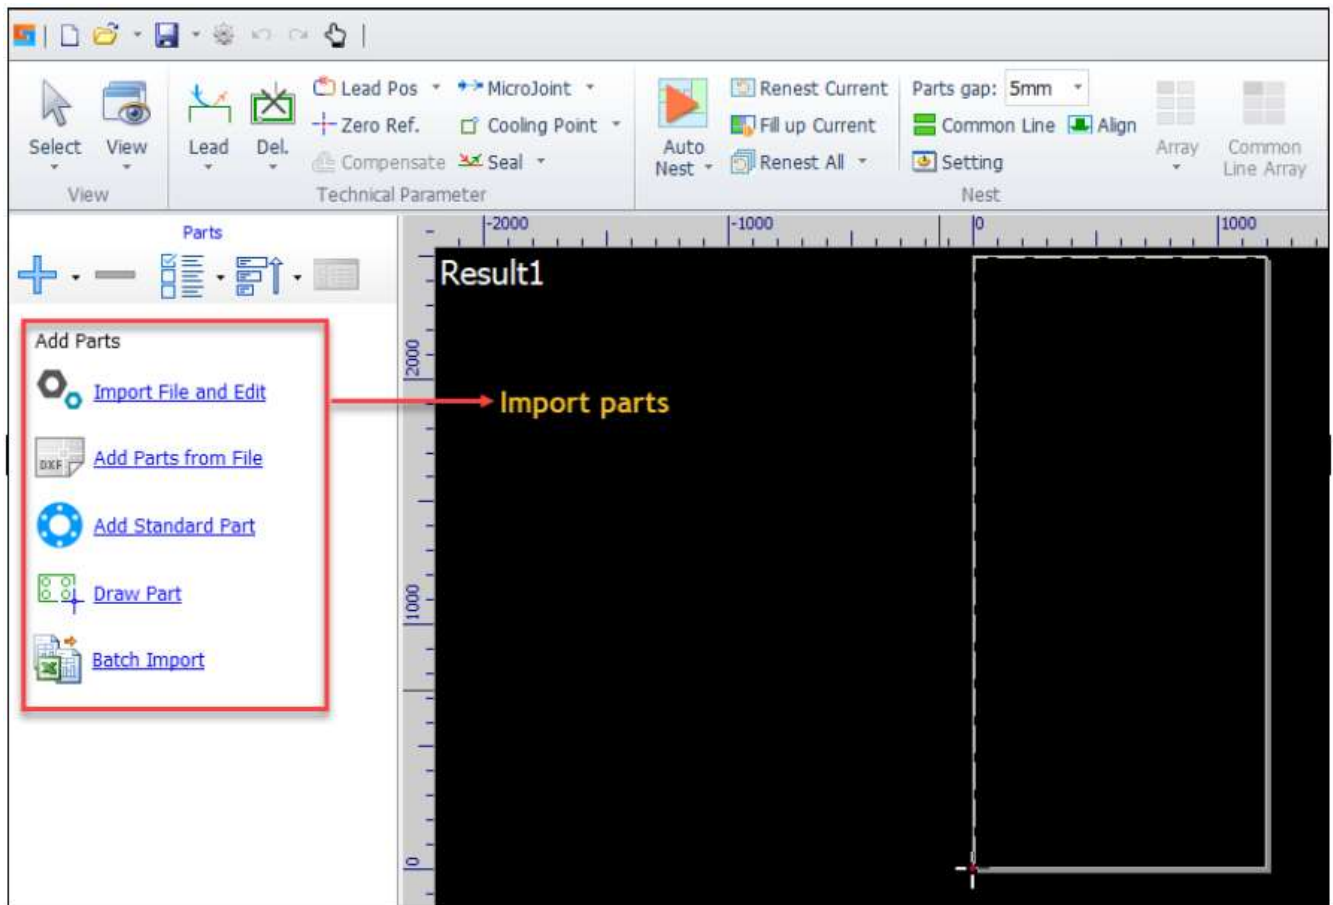 Lead Pos MicroJoint Renest Current Parts gap: 5mm
Zero Ref. Cooling Point Fill up Current Common Line Align
Select View Lead Del. Auto Nest Array Common Line Array
Compensate Seal Renest All Setting
View Technical Parameter Nest
Parts
-2000 -1000 0 1000
Result1
Add Parts
2000
Import File and Edit
Import parts
DXF Add Parts from File
Add Standard Part
Draw Part
1000
Batch Import
0